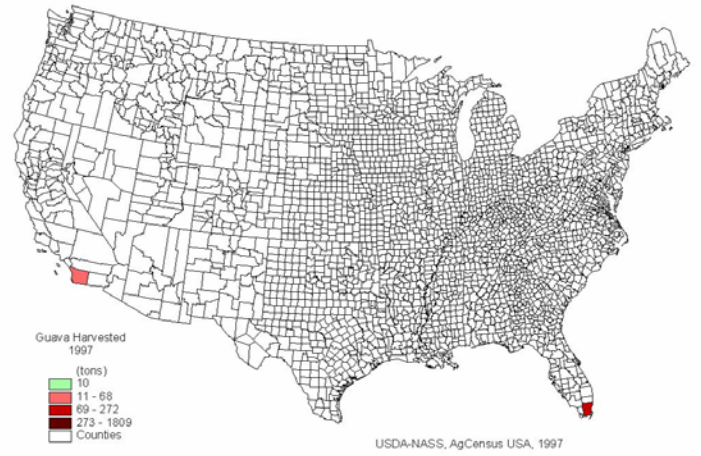 Guava Harvested
1997
(tons)
10
11 - 68
69 - 272
273 - 1809
Counties
USDA-NASS, AgCensus USA, 1997